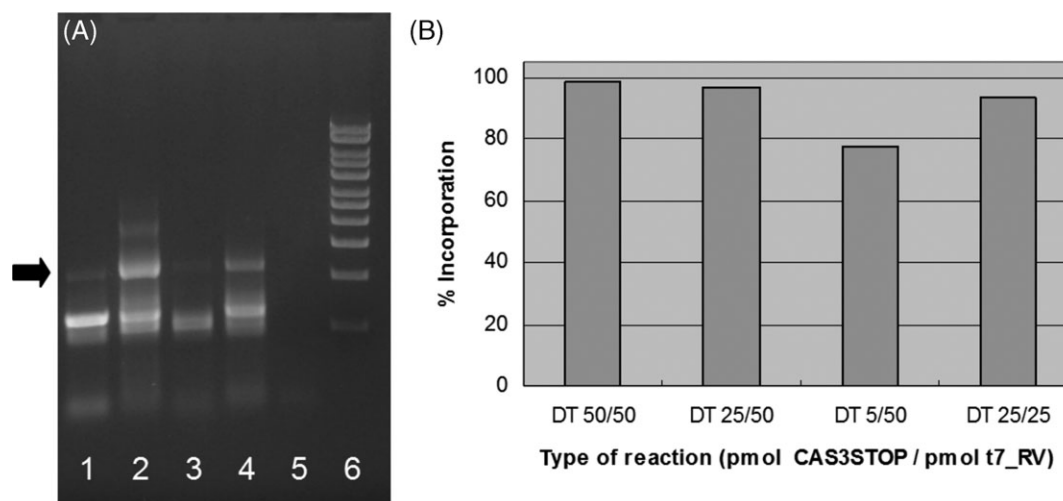 (A)
1 2 3 4 5 6
(B)
100
80
60
40
20
0
% Incorporation
DT 50/50 DT 25/50 DT 5/50 DT 25/25
Type of reaction (pmol CAS3STOP / pmol t7_RV)